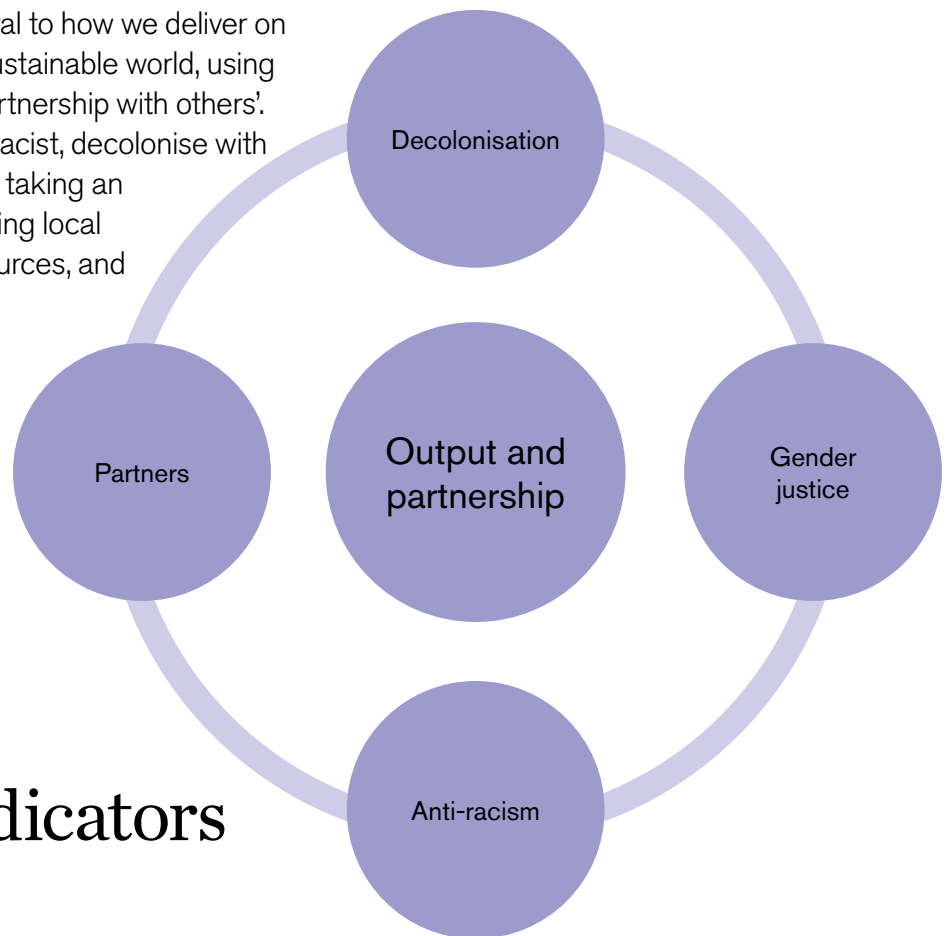 al to how we deliver on
ustainable world, using
rtnership with others’.
racist, decolonise with
taking an
ing local
urces, and
Decolonisation
Partners
Output and
partnership
Gender
justice
Anti-racism
dicators